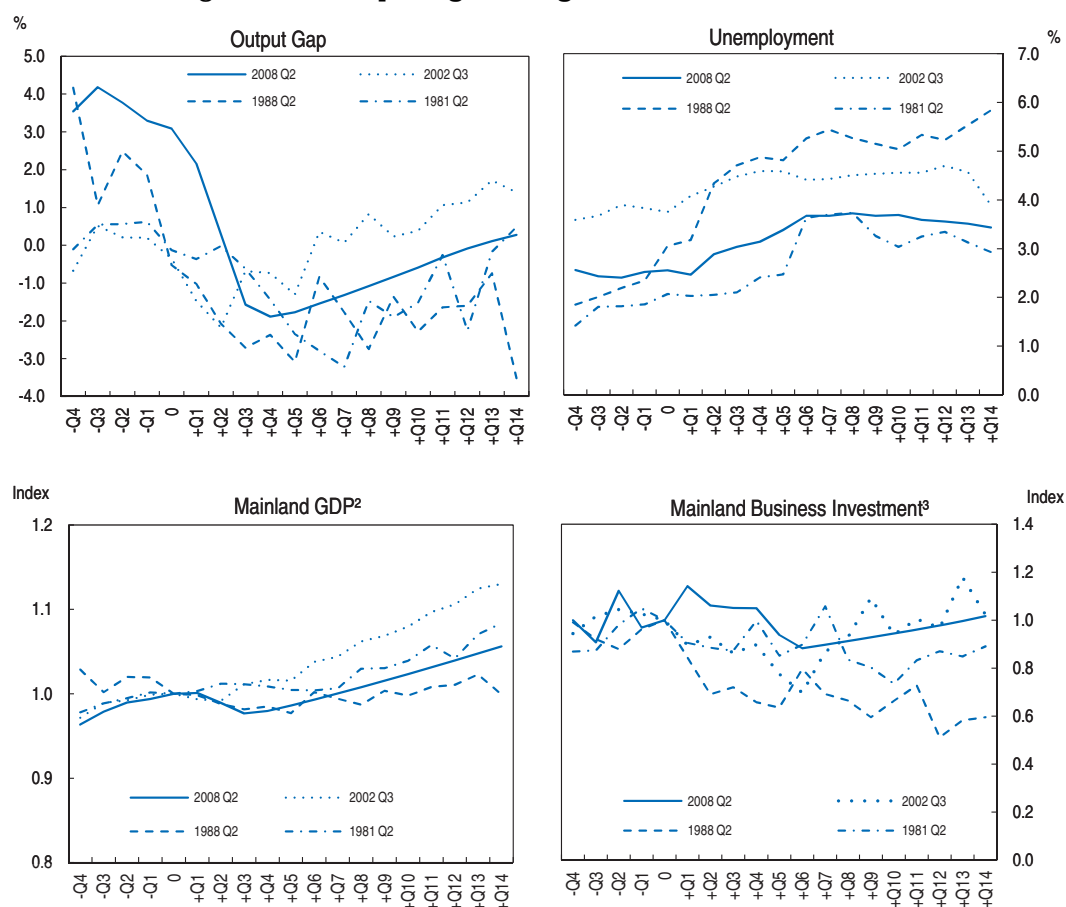 %
Output Gap
5.0
4.0
3.0
2.0
1.0
0.0
-1.0
-2.0
-3.0
-4.0
2008 Q2
2002 Q3
1988 Q2
1981 Q2
-Q4 -Q3 -Q2 -Q1 0 +Q1 +Q2 +Q3 +Q4 +Q5 +Q6 +Q7 +Q8 +Q9 +Q10 +Q11 +Q12 +Q13 +Q14
Unemployment
%
7.0
6.0
5.0
4.0
3.0
2.0
1.0
0.0
2008 Q2
2002 Q3
1988 Q2
1981 Q2
-Q4 -Q3 -Q2 -Q1 0 +Q1 +Q2 +Q3 +Q4 +Q5 +Q6 +Q7 +Q8 +Q9 +Q10 +Q11 +Q12 +Q13 +Q14
Index
Mainland GDP²
1.2
1.1
1.0
0.9
0.8
2008 Q2
2002 Q3
1988 Q2
1981 Q2
-Q4 -Q3 -Q2 -Q1 0 +Q1 +Q2 +Q3 +Q4 +Q5 +Q6 +Q7 +Q8 +Q9 +Q10 +Q11 +Q12 +Q13 +Q14
Mainland Business Investment³
Index
1.4
1.2
1.0
0.8
0.6
0.4
0.2
0.0
2008 Q2
2002 Q3
1988 Q2
1981 Q2
-Q4 -Q3 -Q2 -Q1 0 +Q1 +Q2 +Q3 +Q4 +Q5 +Q6 +Q7 +Q8 +Q9 +Q10 +Q11 +Q12 +Q13 +Q14